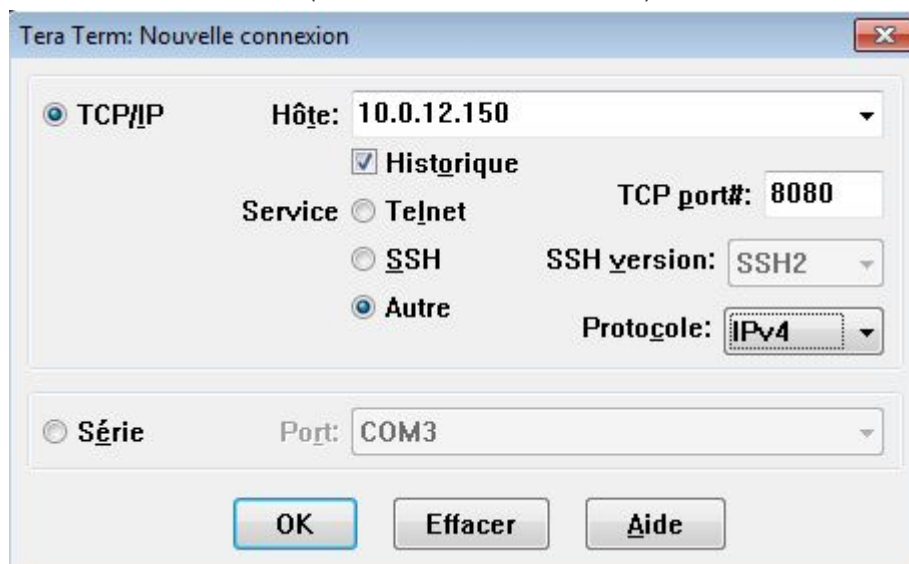 Tera Term: Nouvelle connexion
TCP/IP Hôte: 10.0.12.150
Historique
TCP port#: 8080
Service Telnet
SSH SSH version: SSH2
Autre
Protocole: IPv4
Série Port: COM3
OK Effacer Aide